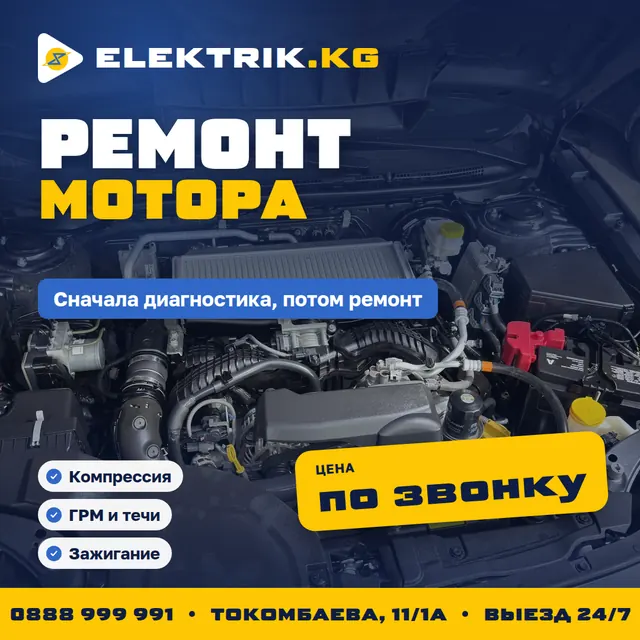 ELEKTRIK.KG
РЕМОНТ
МОТОРА
Сначала диагностика, потом ремонт
Компрессия
ГРМ и течи
Зажигание
ЦЕНА
ПО ЗВОНКУ
0888 999 991 • ТОКОМБАЕВА, 11/1А • ВЫЕЗД 24/7